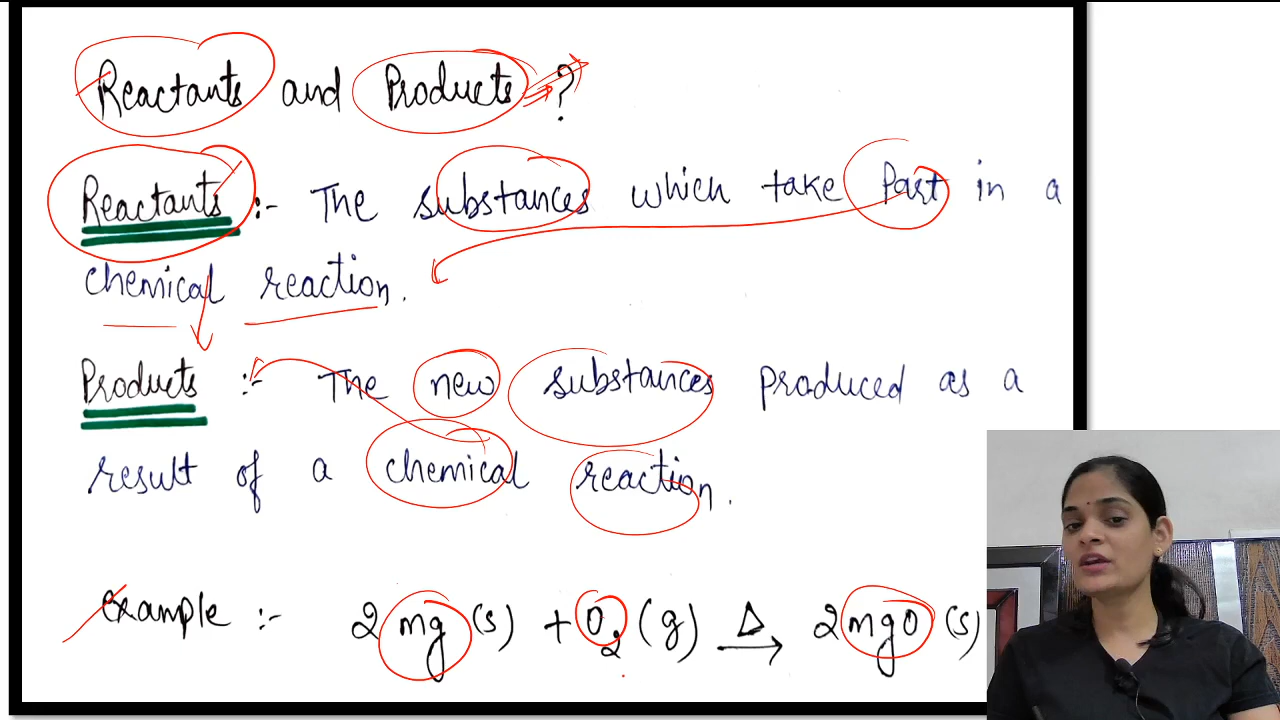 Reactants and Products ?
Reactants :- The substances which take Part in a
chemical reaction.
Products :- The new substances produced as a
result of a chemical reaction.
example :- 2mg(s) + O₂(g) Δ→ 2mgO(s)